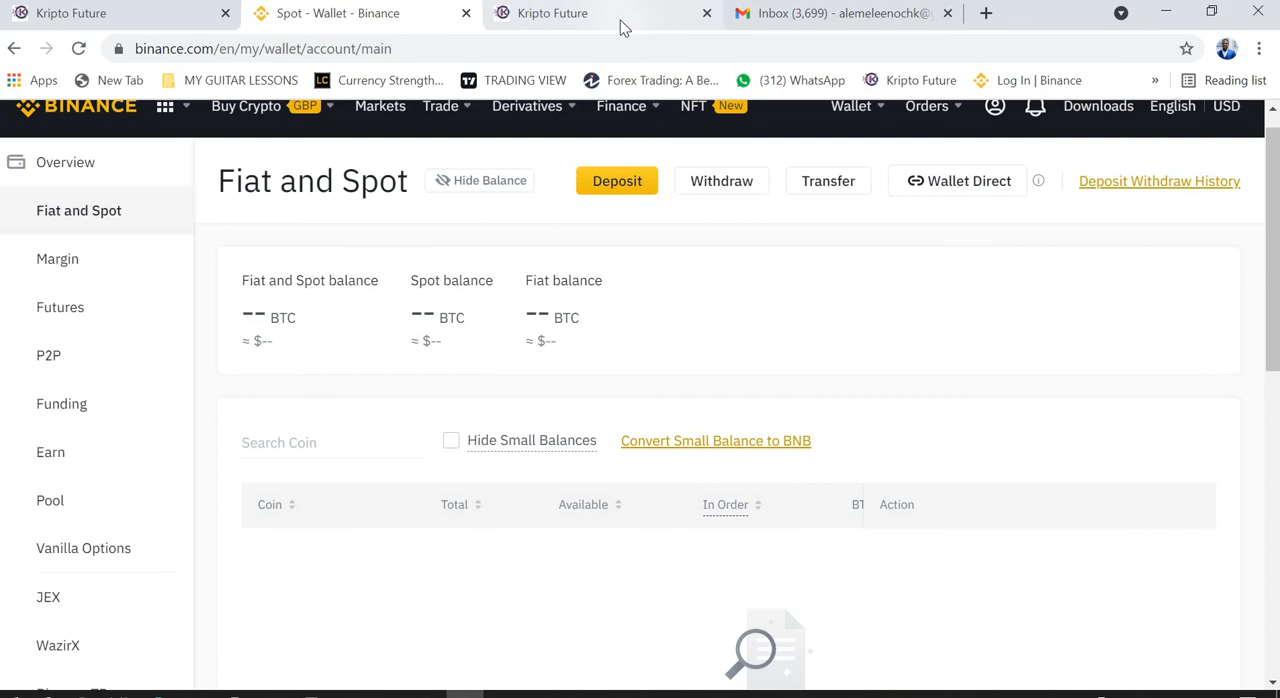 Kripto Future
Spot - Wallet - Binance
Kripto Future
Inbox (3,699) - alemeleenochk@
binance.com/en/my/wallet/account/main
Apps
New Tab
MY GUITAR LESSONS
LC Currency Strength...
TRADING VIEW
Forex Trading: A Be...
(312) WhatsApp
Kripto Future
Log In | Binance
»
Reading list
BINANCE
Buy Crypto GBP
Markets
Trade
Derivatives
Finance
NFT New
Wallet
Orders
Downloads
English
USD
Overview
Fiat and Spot
Margin
Futures
P2P
Funding
Earn
Pool
Vanilla Options
JEX
WazirX
Fiat and Spot
Hide Balance
Deposit
Withdraw
Transfer
Wallet Direct
Deposit Withdraw History
Fiat and Spot balance
Spot balance
Fiat balance
-- BTC
-- BTC
-- BTC
≈ $--
≈ $--
≈ $--
Search Coin
Hide Small Balances
Convert Small Balance to BNB
Coin
Total
Available
In Order
BT
Action